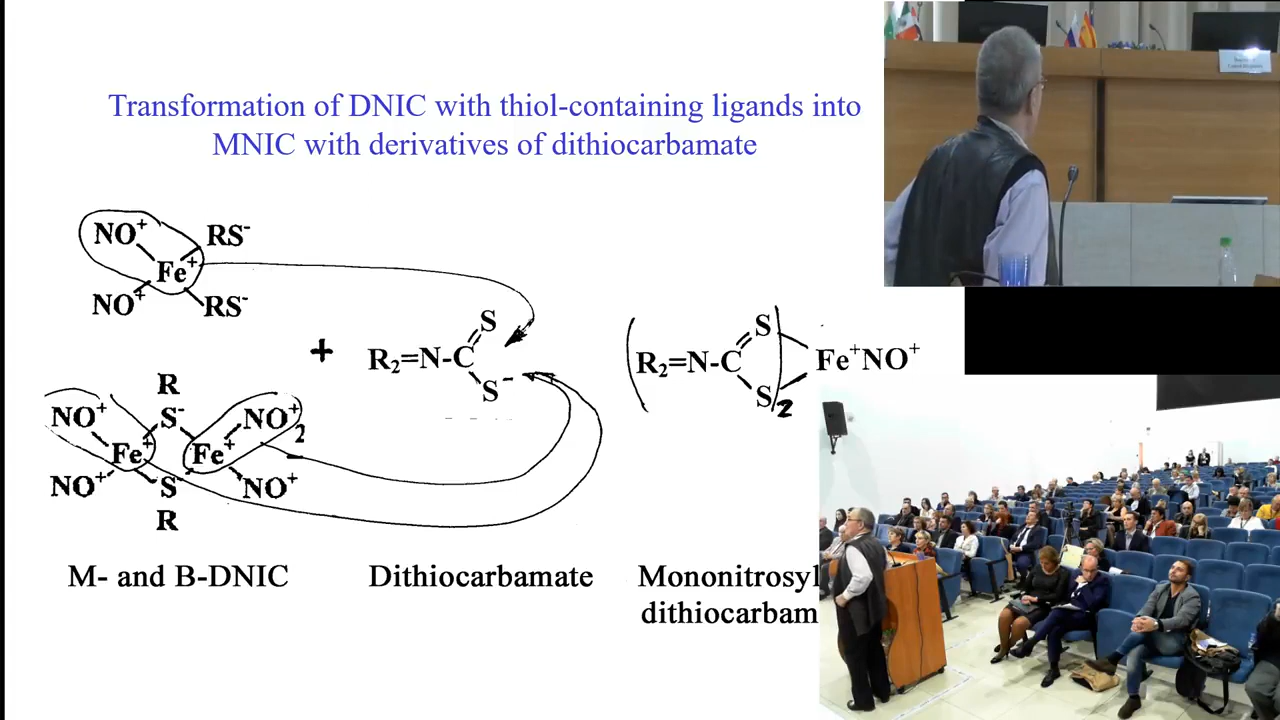 Transformation of DNIC with thiol-containing ligands into
MNIC with derivatives of dithiocarbamate
NO⁺ RS⁻
Fe⁺
NO⁺ RS⁻
+
R₂=N-C
S
S⁻
R
NO⁺ S⁻ NO⁺
2
Fe⁺ Fe⁺
NO⁺ S⁻ NO⁺
R
(R₂=N-C
S
S
)₂
Fe⁺NO⁺
M- and B-DNIC
Dithiocarbamate
Mononitrosyl
dithiocarbam